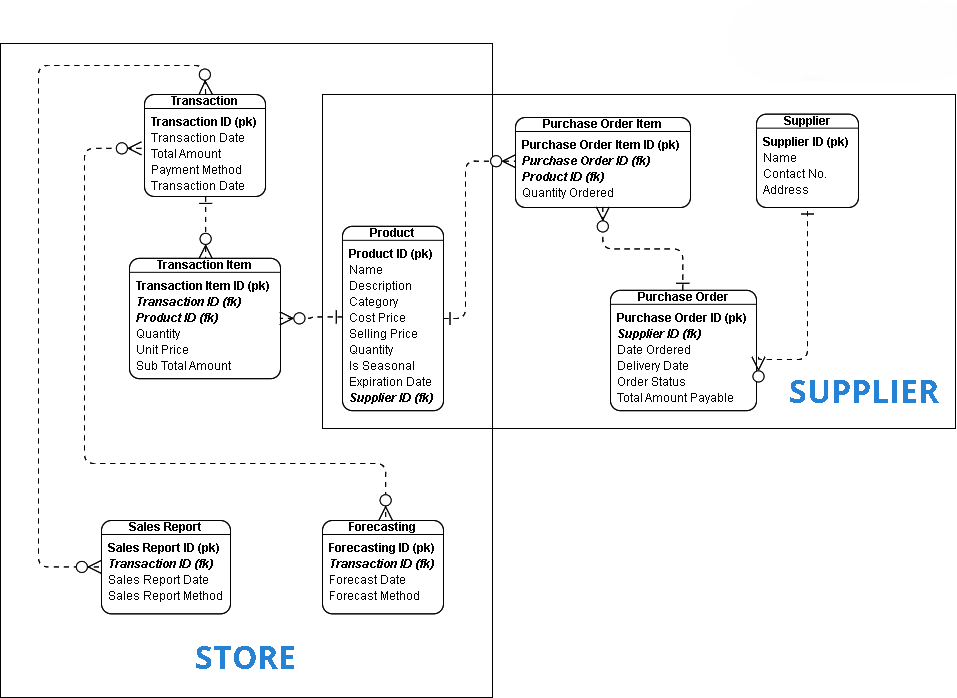 Transaction
Transaction ID (pk)
Transaction Date
Total Amount
Payment Method
Transaction Date
Transaction Item
Transaction Item ID (pk)
Transaction ID (fk)
Product ID (fk)
Quantity
Unit Price
Sub Total Amount
Product
Product ID (pk)
Name
Description
Category
Cost Price
Selling Price
Quantity
Is Seasonal
Expiration Date
Supplier ID (fk)
Purchase Order Item
Purchase Order Item ID (pk)
Purchase Order ID (fk)
Product ID (fk)
Quantity Ordered
Supplier
Supplier ID (pk)
Name
Contact No.
Address
Purchase Order
Purchase Order ID (pk)
Supplier ID (fk)
Date Ordered
Delivery Date
Order Status
Total Amount Payable
SUPPLIER
Sales Report
Sales Report ID (pk)
Transaction ID (fk)
Sales Report Date
Sales Report Method
Forecasting
Forecasting ID (pk)
Transaction ID (fk)
Forecast Date
Forecast Method
STORE